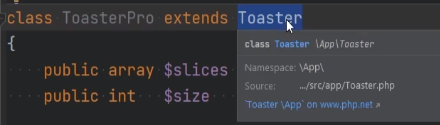 class ToasterPro extends Toaster
{
class Toaster \App\Toaster
Namespace: \App\
Source: .../src/app/Toaster.php
`Toaster \App` on www.php.net ↗
public array $slices
public int $size